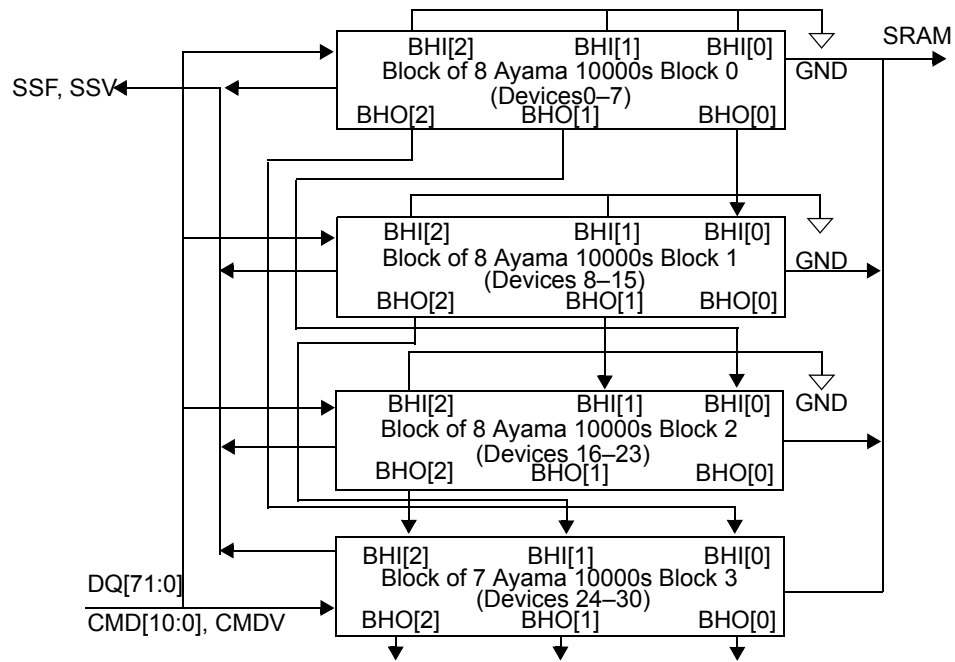 BHI[2] BHI[1] BHI[0]
SRAM
Block of 8 Ayama 10000s Block 0
GND
SSF, SSV
(Devices0–7)
BHO[2] BHO[1] BHO[0]
BHI[2] BHI[1] BHI[0]
Block of 8 Ayama 10000s Block 1
GND
(Devices 8–15)
BHO[2] BHO[1] BHO[0]
BHI[2] BHI[1] BHI[0]
GND
Block of 8 Ayama 10000s Block 2
(Devices 16–23)
BHO[2] BHO[1] BHO[0]
BHI[2] BHI[1] BHI[0]
Block of 7 Ayama 10000s Block 3
DQ[71:0]
(Devices 24–30)
CMD[10:0], CMDV
BHO[2] BHO[1] BHO[0]